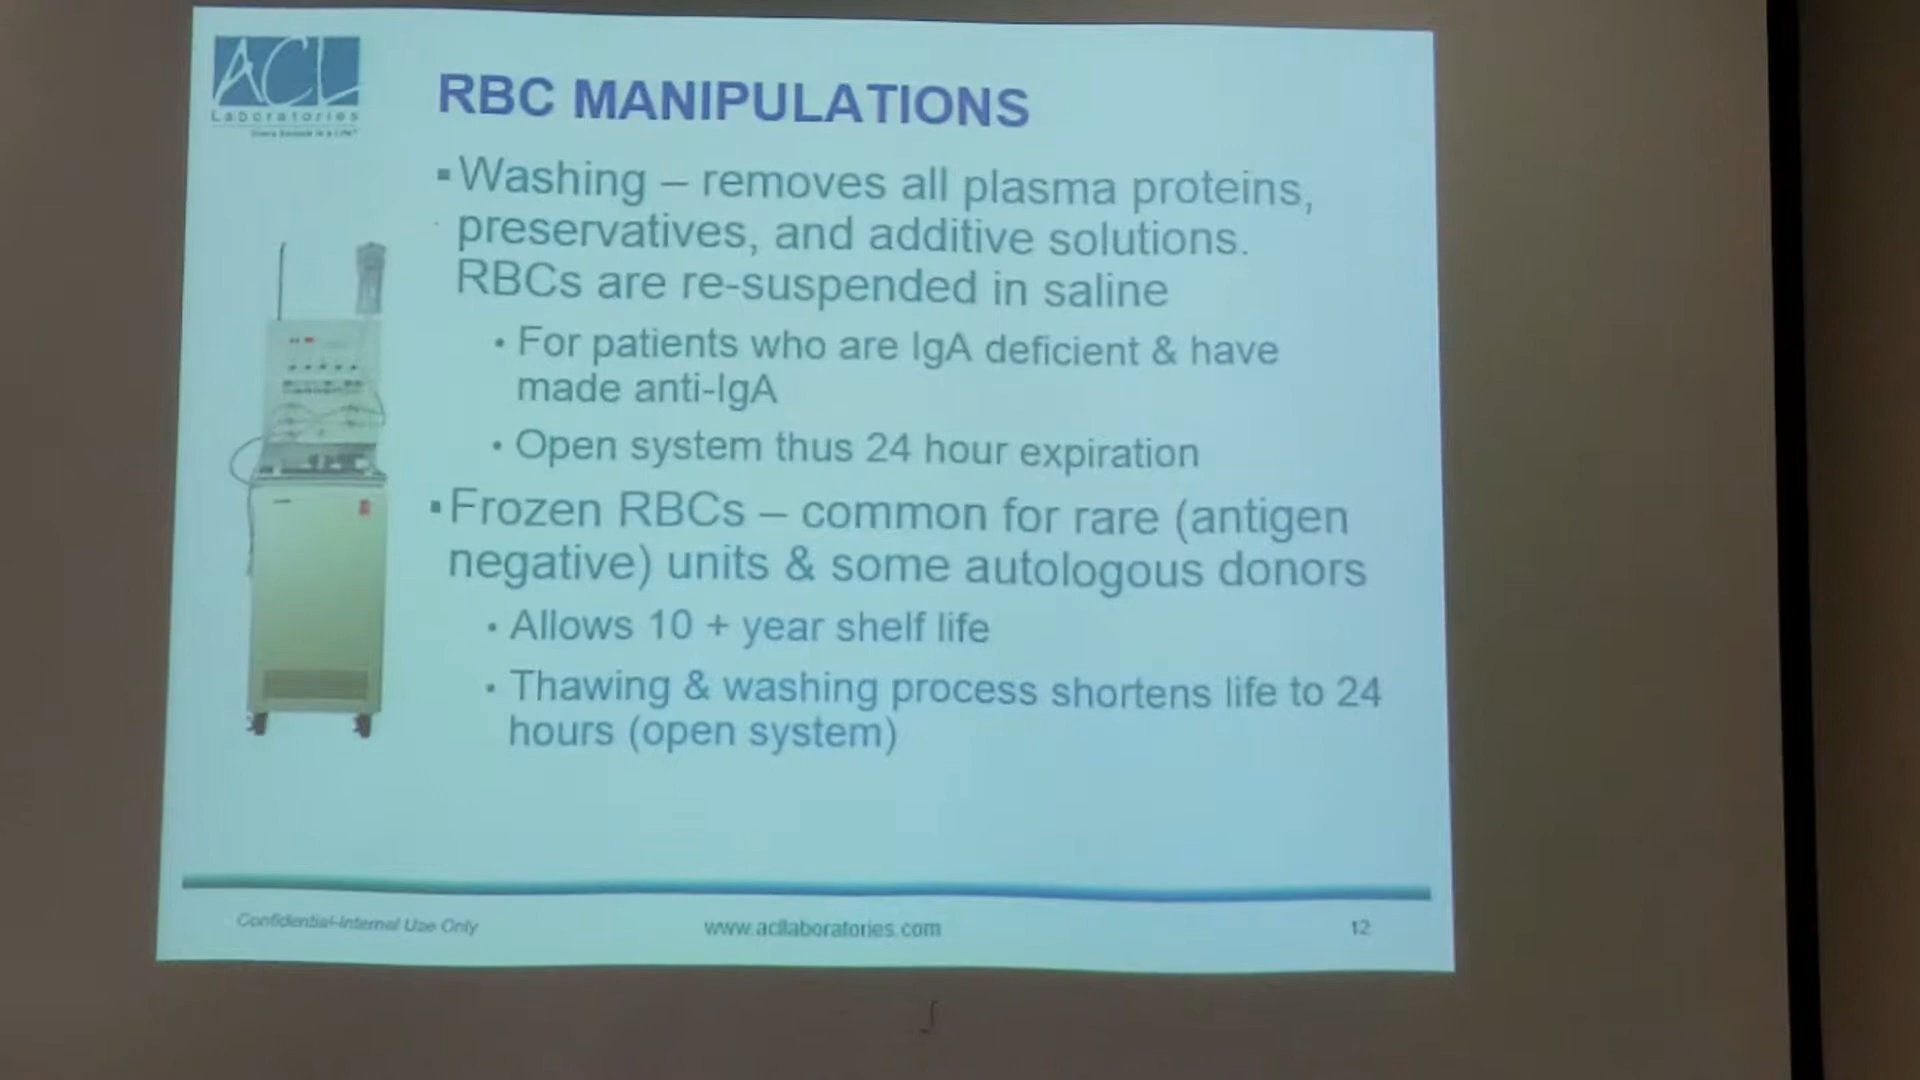 ACL
Laboratories
RBC MANIPULATIONS
▪Washing – removes all plasma proteins,
preservatives, and additive solutions.
RBCs are re-suspended in saline
• For patients who are IgA deficient & have
made anti-IgA
• Open system thus 24 hour expiration
▪Frozen RBCs – common for rare (antigen
negative) units & some autologous donors
• Allows 10 + year shelf life
• Thawing & washing process shortens life to 24
hours (open system)
Confidential-Internal Use Only
www.acllaboratories.com
12